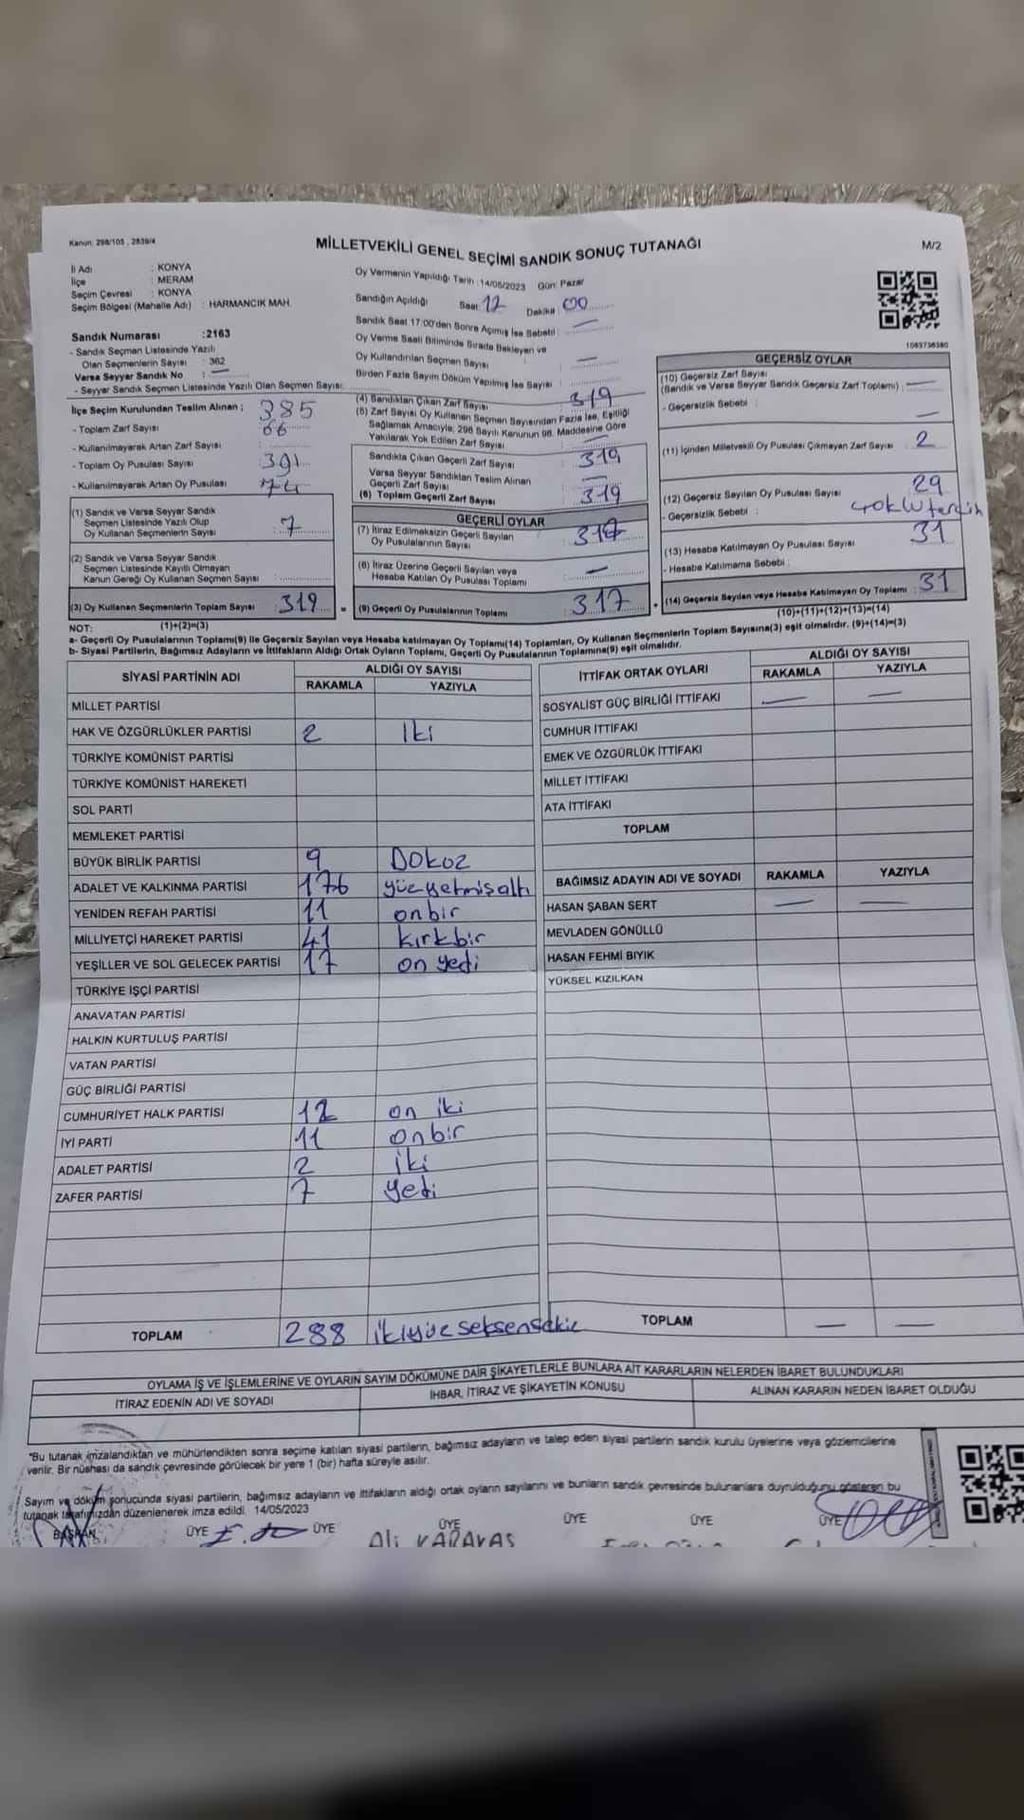 Kanun: 298/105 , 2839/4
MİLLETVEKİLİ GENEL SEÇİMİ SANDIK SONUÇ TUTANAĞI
M/2
İl Adı : KONYA
İlçe : MERAM
Seçim Çevresi : KONYA
Seçim Bölgesi (Mahalle Adı) : HARMANCIK MAH.
Oy Vermenin Yapıldığı Tarih :14/05/2023 Gün: Pazar
Sandığın Açıldığı Saat 17 Dakika 00
Sandık Saat 17:00'den Sonra Açılmış İse Sebebi : —
Oy Verme Saati Bitiminde Sırada Bekleyen ve
Oy Kullandırılan Seçmen Sayısı —
Birden Fazla Sayım Döküm Yapılmış İse Sayısı
Sandık Numarası :2163
- Sandık Seçmen Listesinde Yazılı
Olan Seçmenlerin Sayısı : 362
Varsa Seyyar Sandık No : —
- Seyyar Sandık Seçmen Listesinde Yazılı Olan Seçmen Sayısı:
İlçe Seçim Kurulundan Teslim Alınan ; 385
- Toplam Zarf Sayısı 66
- Kullanılmayarak Artan Zarf Sayısı
- Toplam Oy Pusulası Sayısı 391
- Kullanılmayarak Artan Oy Pusulası 74
(1) Sandık ve Varsa Seyyar Sandık
Seçmen Listesinde Yazılı Olup
Oy Kullanan Seçmenlerin Sayısı : 7
(2) Sandık ve Varsa Seyyar Sandık
Seçmen Listesinde Kayıtlı Olmayan
Kanun Gereği Oy Kullanan Seçmen Sayısı
(3) Oy Kullanan Seçmenlerin Toplam Sayısı : 319
(1)+(2)=(3)
(4) Sandıktan Çıkan Zarf Sayısı 319
(5) Zarf Sayısı Oy Kullanan Seçmen Sayısından Fazla İse, Eşitliği
Sağlamak Amacıyla; 298 Sayılı Kanunun 98. Maddesine Göre
Yakılarak Yok Edilen Zarf Sayısı —
Sandıkta Çıkan Geçerli Zarf Sayısı 319
Varsa Seyyar Sandıktan Teslim Alınan
Geçerli Zarf Sayısı —
(6) Toplam Geçerli Zarf Sayısı 319
GEÇERLİ OYLAR
(7) İtiraz Edilmeksizin Geçerli Sayılan
Oy Pusulalarının Sayısı 317
(8) İtiraz Üzerine Geçerli Sayılan veya
Hesaba Katılan Oy Pusulası Toplamı —
(9) Geçerli Oy Pusulalarının Toplamı 317
1063736380
GEÇERSİZ OYLAR
(10) Geçersiz Zarf Sayısı
(Sandık ve Varsa Seyyar Sandık Geçersiz Zarf Toplamı) : —
- Geçersizlik Sebebi : —
(11) İçinden Milletvekili Oy Pusulası Çıkmayan Zarf Sayısı 2
(12) Geçersiz Sayılan Oy Pusulası Sayısı 29
- Geçersizlik Sebebi :
(13) Hesaba Katılmayan Oy Pusulası Sayısı 31
- Hesaba Katılmama Sebebi :
(14) Geçersiz Sayılan veya Hesaba Katılmayan Oy Toplamı : 31
(10)+(11)+(12)+(13)=(14)
NOT:
a- Geçerli Oy Pusulalarının Toplamı(9) ile Geçersiz Sayılan veya Hesaba katılmayan Oy Toplamı(14) Toplamları, Oy Kullanan Seçmenlerin Toplam Sayısına(3) eşit olmalıdır. (9)+(14)=(3)
b- Siyasi Partilerin, Bağımsız Adayların ve İttifakların Aldığı Ortak Oyların Toplamı, Geçerli Oy Pusulalarının Toplamına(9) eşit olmalıdır.
SİYASİ PARTİNİN ADI
ALDIĞI OY SAYISI
RAKAMLA YAZIYLA
MİLLET PARTİSİ
HAK VE ÖZGÜRLÜKLER PARTİSİ 2 İki
TÜRKİYE KOMÜNİST PARTİSİ
TÜRKİYE KOMÜNİST HAREKETİ
SOL PARTİ
MEMLEKET PARTİSİ
BÜYÜK BİRLİK PARTİSİ 9 Dokoz
ADALET VE KALKINMA PARTİSİ 176 yüzyetmişaltı
YENİDEN REFAH PARTİSİ 11 onbir
MİLLİYETÇİ HAREKET PARTİSİ 41 kırkbir
YEŞİLLER VE SOL GELECEK PARTİSİ 17 on yedi
TÜRKİYE İŞÇİ PARTİSİ
ANAVATAN PARTİSİ
HALKIN KURTULUŞ PARTİSİ
VATAN PARTİSİ
GÜÇ BİRLİĞİ PARTİSİ
CUMHURİYET HALK PARTİSİ 12 on iki
İYİ PARTİ 11 onbir
ADALET PARTİSİ 2 iki
ZAFER PARTİSİ 7 yedi
TOPLAM 288 ikiyüz seksensekiz
İTTİFAK ORTAK OYLARI
ALDIĞI OY SAYISI
RAKAMLA YAZIYLA
SOSYALİST GÜÇ BİRLİĞİ İTTİFAKI — —
CUMHUR İTTİFAKI
EMEK VE ÖZGÜRLÜK İTTİFAKI
MİLLET İTTİFAKI
ATA İTTİFAKI
TOPLAM
BAĞIMSIZ ADAYIN ADI VE SOYADI RAKAMLA YAZIYLA
HASAN ŞABAN SERT — —
MEVLADEN GÖNÜLLÜ
HASAN FEHMİ BIYIK
YÜKSEL KIZILKAN
TOPLAM — —
OYLAMA İŞ VE İŞLEMLERİNE VE OYLARIN SAYIM DÖKÜMÜNE DAİR ŞİKAYETLERLE BUNLARA AİT KARARLARIN NELERDEN İBARET BULUNDUKLARI
İTİRAZ EDENİN ADI VE SOYADI İHBAR, İTİRAZ VE ŞİKAYETİN KONUSU ALINAN KARARIN NEDEN İBARET OLDUĞU
"Bu tutanak imzalandıktan ve mühürlendikten sonra seçime katılan siyasi partilerin, bağımsız adayların ve talep eden siyasi partilerin sandık kurulu üyelerine veya gözlemcilerine
verilir. Bir nüshası da sandık çevresinde görülecek bir yere 1 (bir) hafta süreyle asılır.
Sayım ve döküm sonucunda siyasi partilerin, bağımsız adayların ve ittifakların aldığı ortak oyların sayılarını ve bunların sandık çevresinde bulunanlara duyrulduğunu gösteren bu
tutanak tarafımızdan düzenlenerek imza edildi. 14/05/2023
BAŞKAN ÜYE ÜYE ÜYE ÜYE ÜYE ÜYE
Ali KARAKAŞ